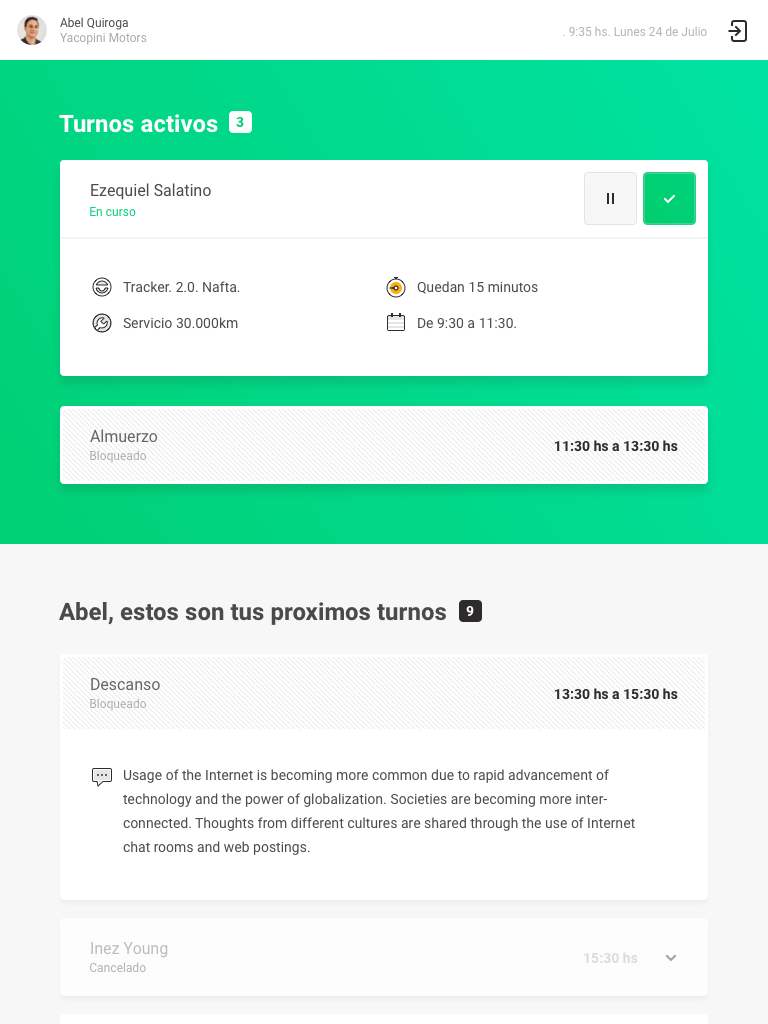 Abel Quiroga
Yacopini Motors
. 9:35 hs. Lunes 24 de Julio
Turnos activos 3
Ezequiel Salatino
En curso
Tracker. 2.0. Nafta.
Quedan 15 minutos
Servicio 30.000km
De 9:30 a 11:30.
Almuerzo
Bloqueado
11:30 hs a 13:30 hs
Abel, estos son tus proximos turnos 9
Descanso
Bloqueado
13:30 hs a 15:30 hs
Usage of the Internet is becoming more common due to rapid advancement of
technology and the power of globalization. Societies are becoming more inter-
connected. Thoughts from different cultures are shared through the use of Internet
chat rooms and web postings.
Inez Young
Cancelado
15:30 hs